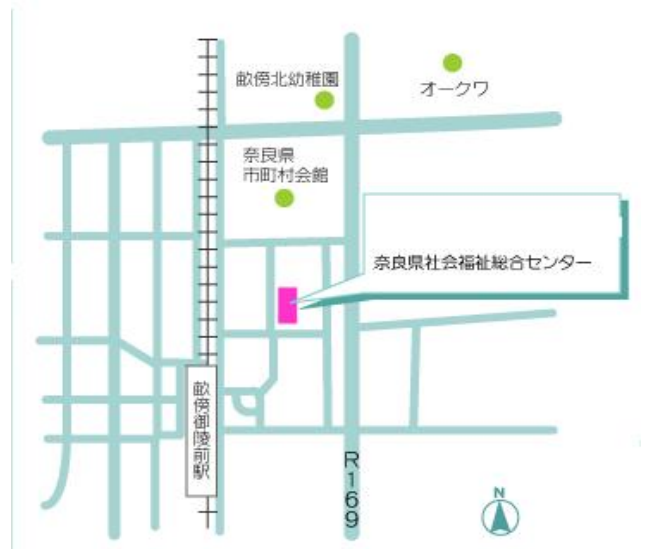 畝傍北幼稚園
オークワ
奈良県
市町村会館
奈良県社会福祉総合センター
畝傍御陵前駅
R169
N